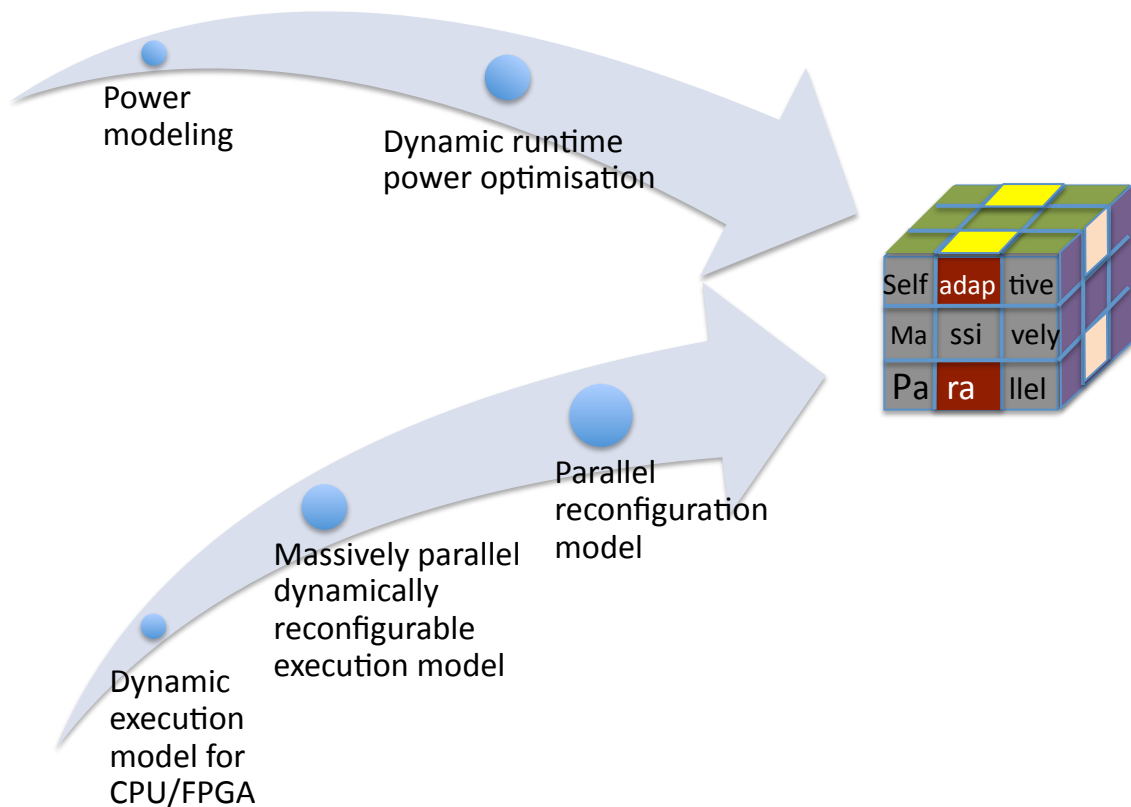 Power
modeling
Dynamic runtime
power optimisation
Self adap tive
Ma ssi vely
Pa ra llel
Parallel
reconfiguration
model
Massively parallel
dynamically
reconfigurable
execution model
Dynamic
execution
model for
CPU/FPGA